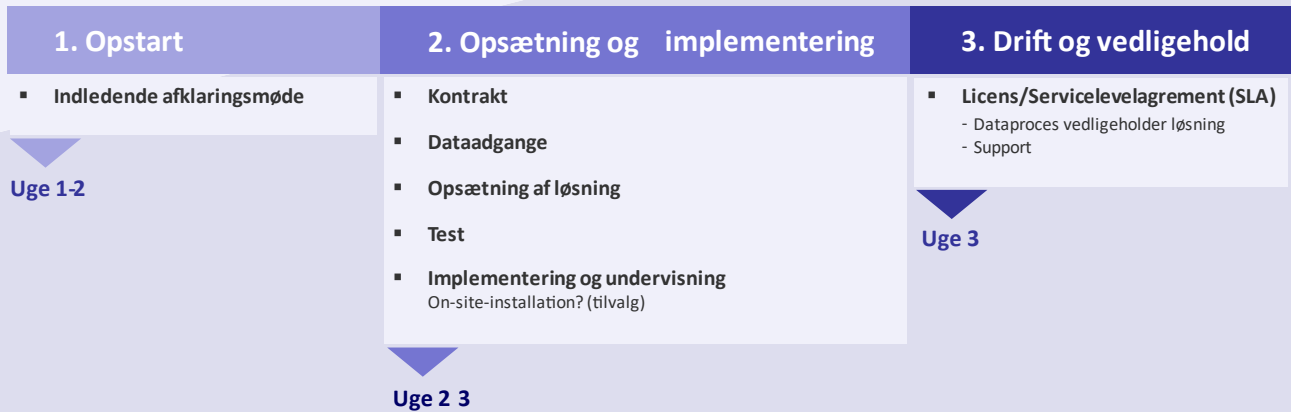 1. Opstart
Indledende afklaringsmøde
Uge 1-2
2. Opsætning og implementering
Kontrakt
Dataadgange
Opsætning af løsning
Test
Implementering og undervisning
On-site-installation? (tilvalg)
Uge 2 3
3. Drift og vedligehold
Licens/Servicelevelagrement (SLA)
- Dataproces vedligeholder løsning
- Support
Uge 3